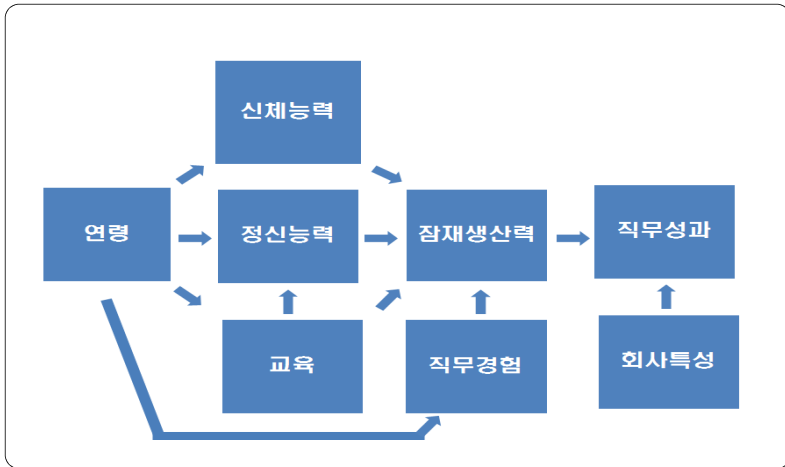 신체능력
연령
정신능력
잠재생산력
직무성과
교육
직무경험
회사특성